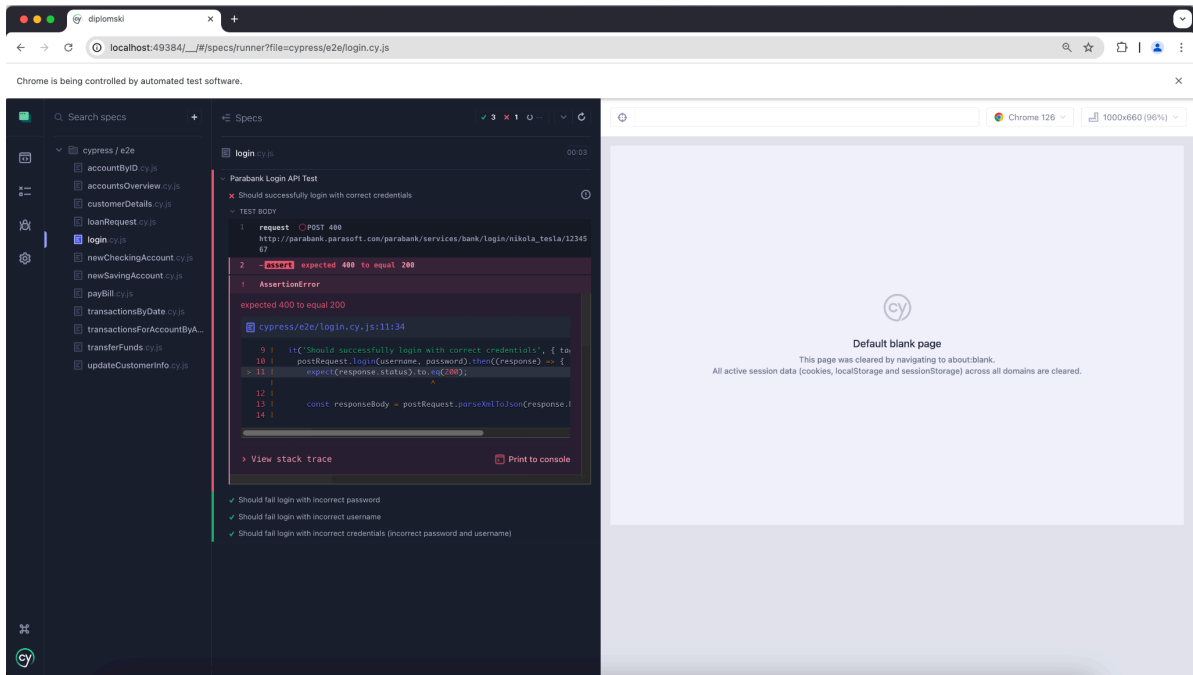 diplomski
localhost:49384/__/#/specs/runner?file=cypress/e2e/login.cy.js
Chrome is being controlled by automated test software.
Search specs
+
cypress / e2e
accountByID.cy.js
accountsOverview.cy.js
customerDetails.cy.js
loanRequest.cy.js
login.cy.js
newCheckingAccount.cy.js
newSavingAccount.cy.js
payBill.cy.js
transactionsByDate.cy.js
transactionsForAccountByA...
transferFunds.cy.js
updateCustomerInfo.cy.js
cy
Specs
3 1 --
login.cy.js 00:03
Parabank Login API Test
Should successfully login with correct credentials
TEST BODY
1 request POST 400
http://parabank.parasoft.com/parabank/services/bank/login/nikola_tesla/12345
67
2 -assert expected 400 to equal 200
! AssertionError
expected 400 to equal 200
cypress/e2e/login.cy.js:11:34
9 | it('Should successfully login with correct credentials', { ta
10 | postRequest.login(username, password).then((response) => {
> 11 | expect(response.status).to.eq(200);
| ^
12 |
13 | const responseBody = postRequest.parseXmlToJson(response.
14 |
> View stack trace
Print to console
Should fail login with incorrect password
Should fail login with incorrect username
Should fail login with incorrect credentials (incorrect password and username)
Chrome 126
1000x660 (96%)
cy
Default blank page
This page was cleared by navigating to about:blank.
All active session data (cookies, localStorage and sessionStorage) across all domains are cleared.